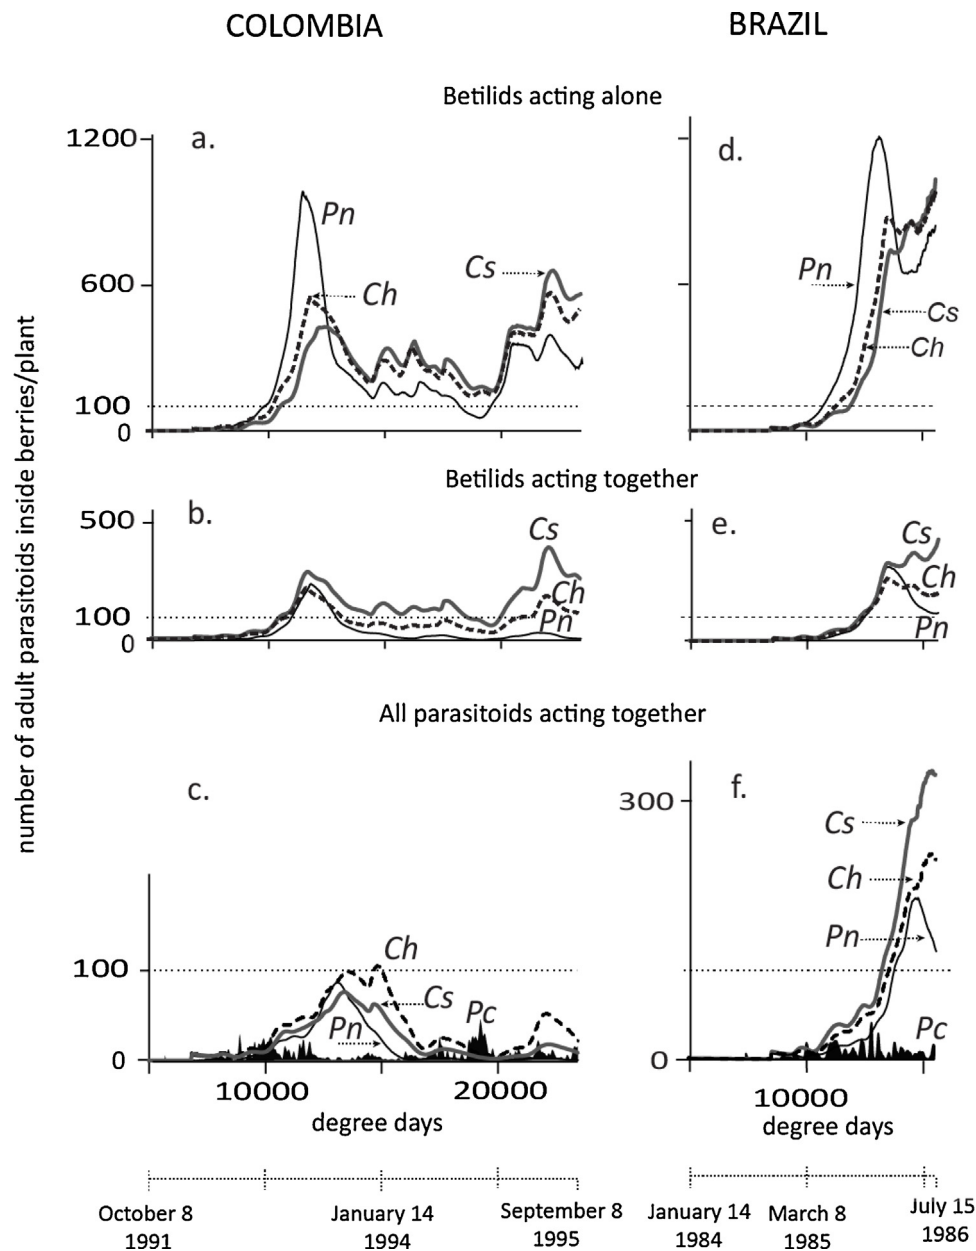 COLOMBIA
BRAZIL
Betilids acting alone
a.
d.
1200
600
100
0
Pn
Ch
Cs
Pn
Cs
Ch
Betilids acting together
b.
e.
500
100
0
Cs
Ch
Pn
Cs
Ch
Pn
All parasitoids acting together
c.
f.
100
0
Ch
Cs
Pn
Pc
300
0
Cs
Ch
Pn
Pc
number of adult parasitoids inside berries/plant
10000
20000
degree days
10000
degree days
October 8
1991
January 14
1994
September 8
1995
January 14
1984
March 8
1985
July 15
1986